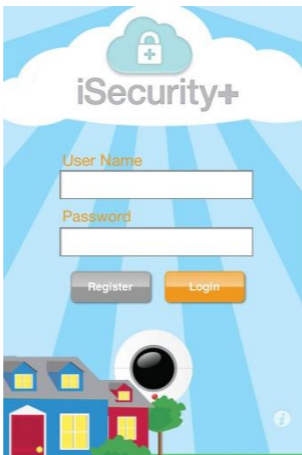 iSecurity+
User Name
Password
Register
Login
i